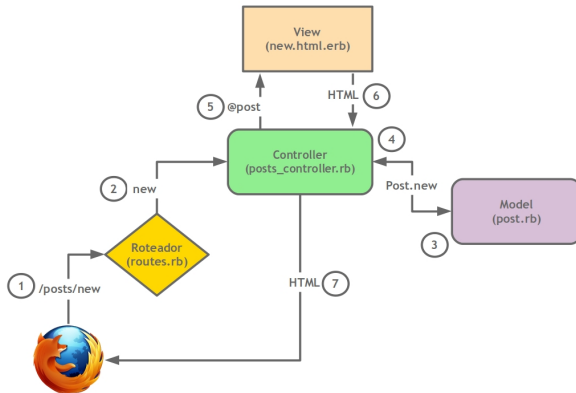 View
(new.html.erb)
5 @post
HTML 6
4
Controller
(posts_controller.rb)
2 new
Post.new
Model
(post.rb)
3
Roteador
(routes.rb)
1 /posts/new
HTML 7